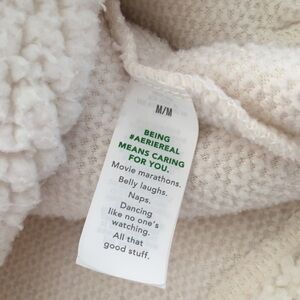 M/M
BEING
#AERIEREAL
MEANS CARING
FOR YOU.
Movie marathons.
Belly laughs.
Naps.
Dancing
like no one's
watching.
All that
good stuff.